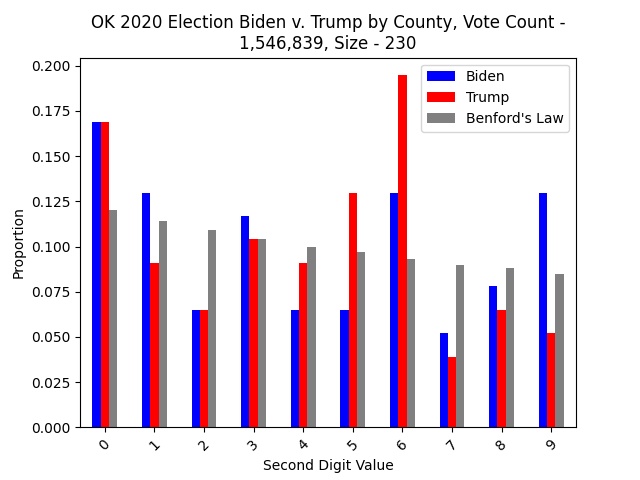 OK 2020 Election Biden v. Trump by County, Vote Count -
1,546,839, Size - 230
Biden
Trump
Benford's Law
0.200
0.175
0.150
0.125
0.100
0.075
0.050
0.025
0.000
Proportion
0 1 2 3 4 5 6 7 8 9
Second Digit Value